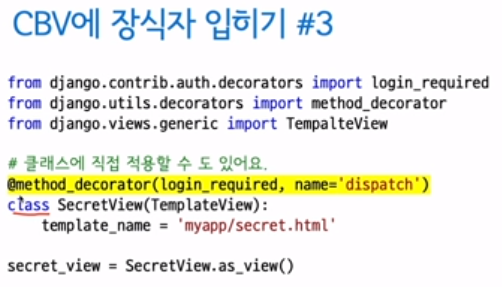 CBV에 장식자 입히기 #3
from django.contrib.auth.decorators import login_required
from django.utils.decorators import method_decorator
from django.views.generic import TempalteView
# 클래스에 직접 적용할 수 도 있어요.
@method_decorator(login_required, name='dispatch')
class SecretView(TemplateView):
    template_name = 'myapp/secret.html'
secret_view = SecretView.as_view()